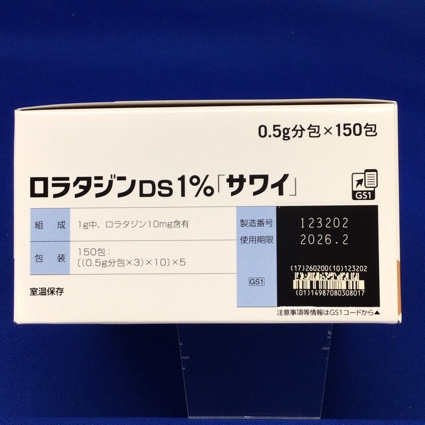 0.5g分包×150包
ロラタジンDS1%「サワイ」
GS1
組成 1g中、ロラタジン10mg含有
製造番号 123202
使用期限 2026.2
包装 150包：
〔(0.5g分包×3)×10〕×5
GS1
(17)260200(10)123202
(01)14987080308017
室温保存
注意事項等情報はGS1コードから▲